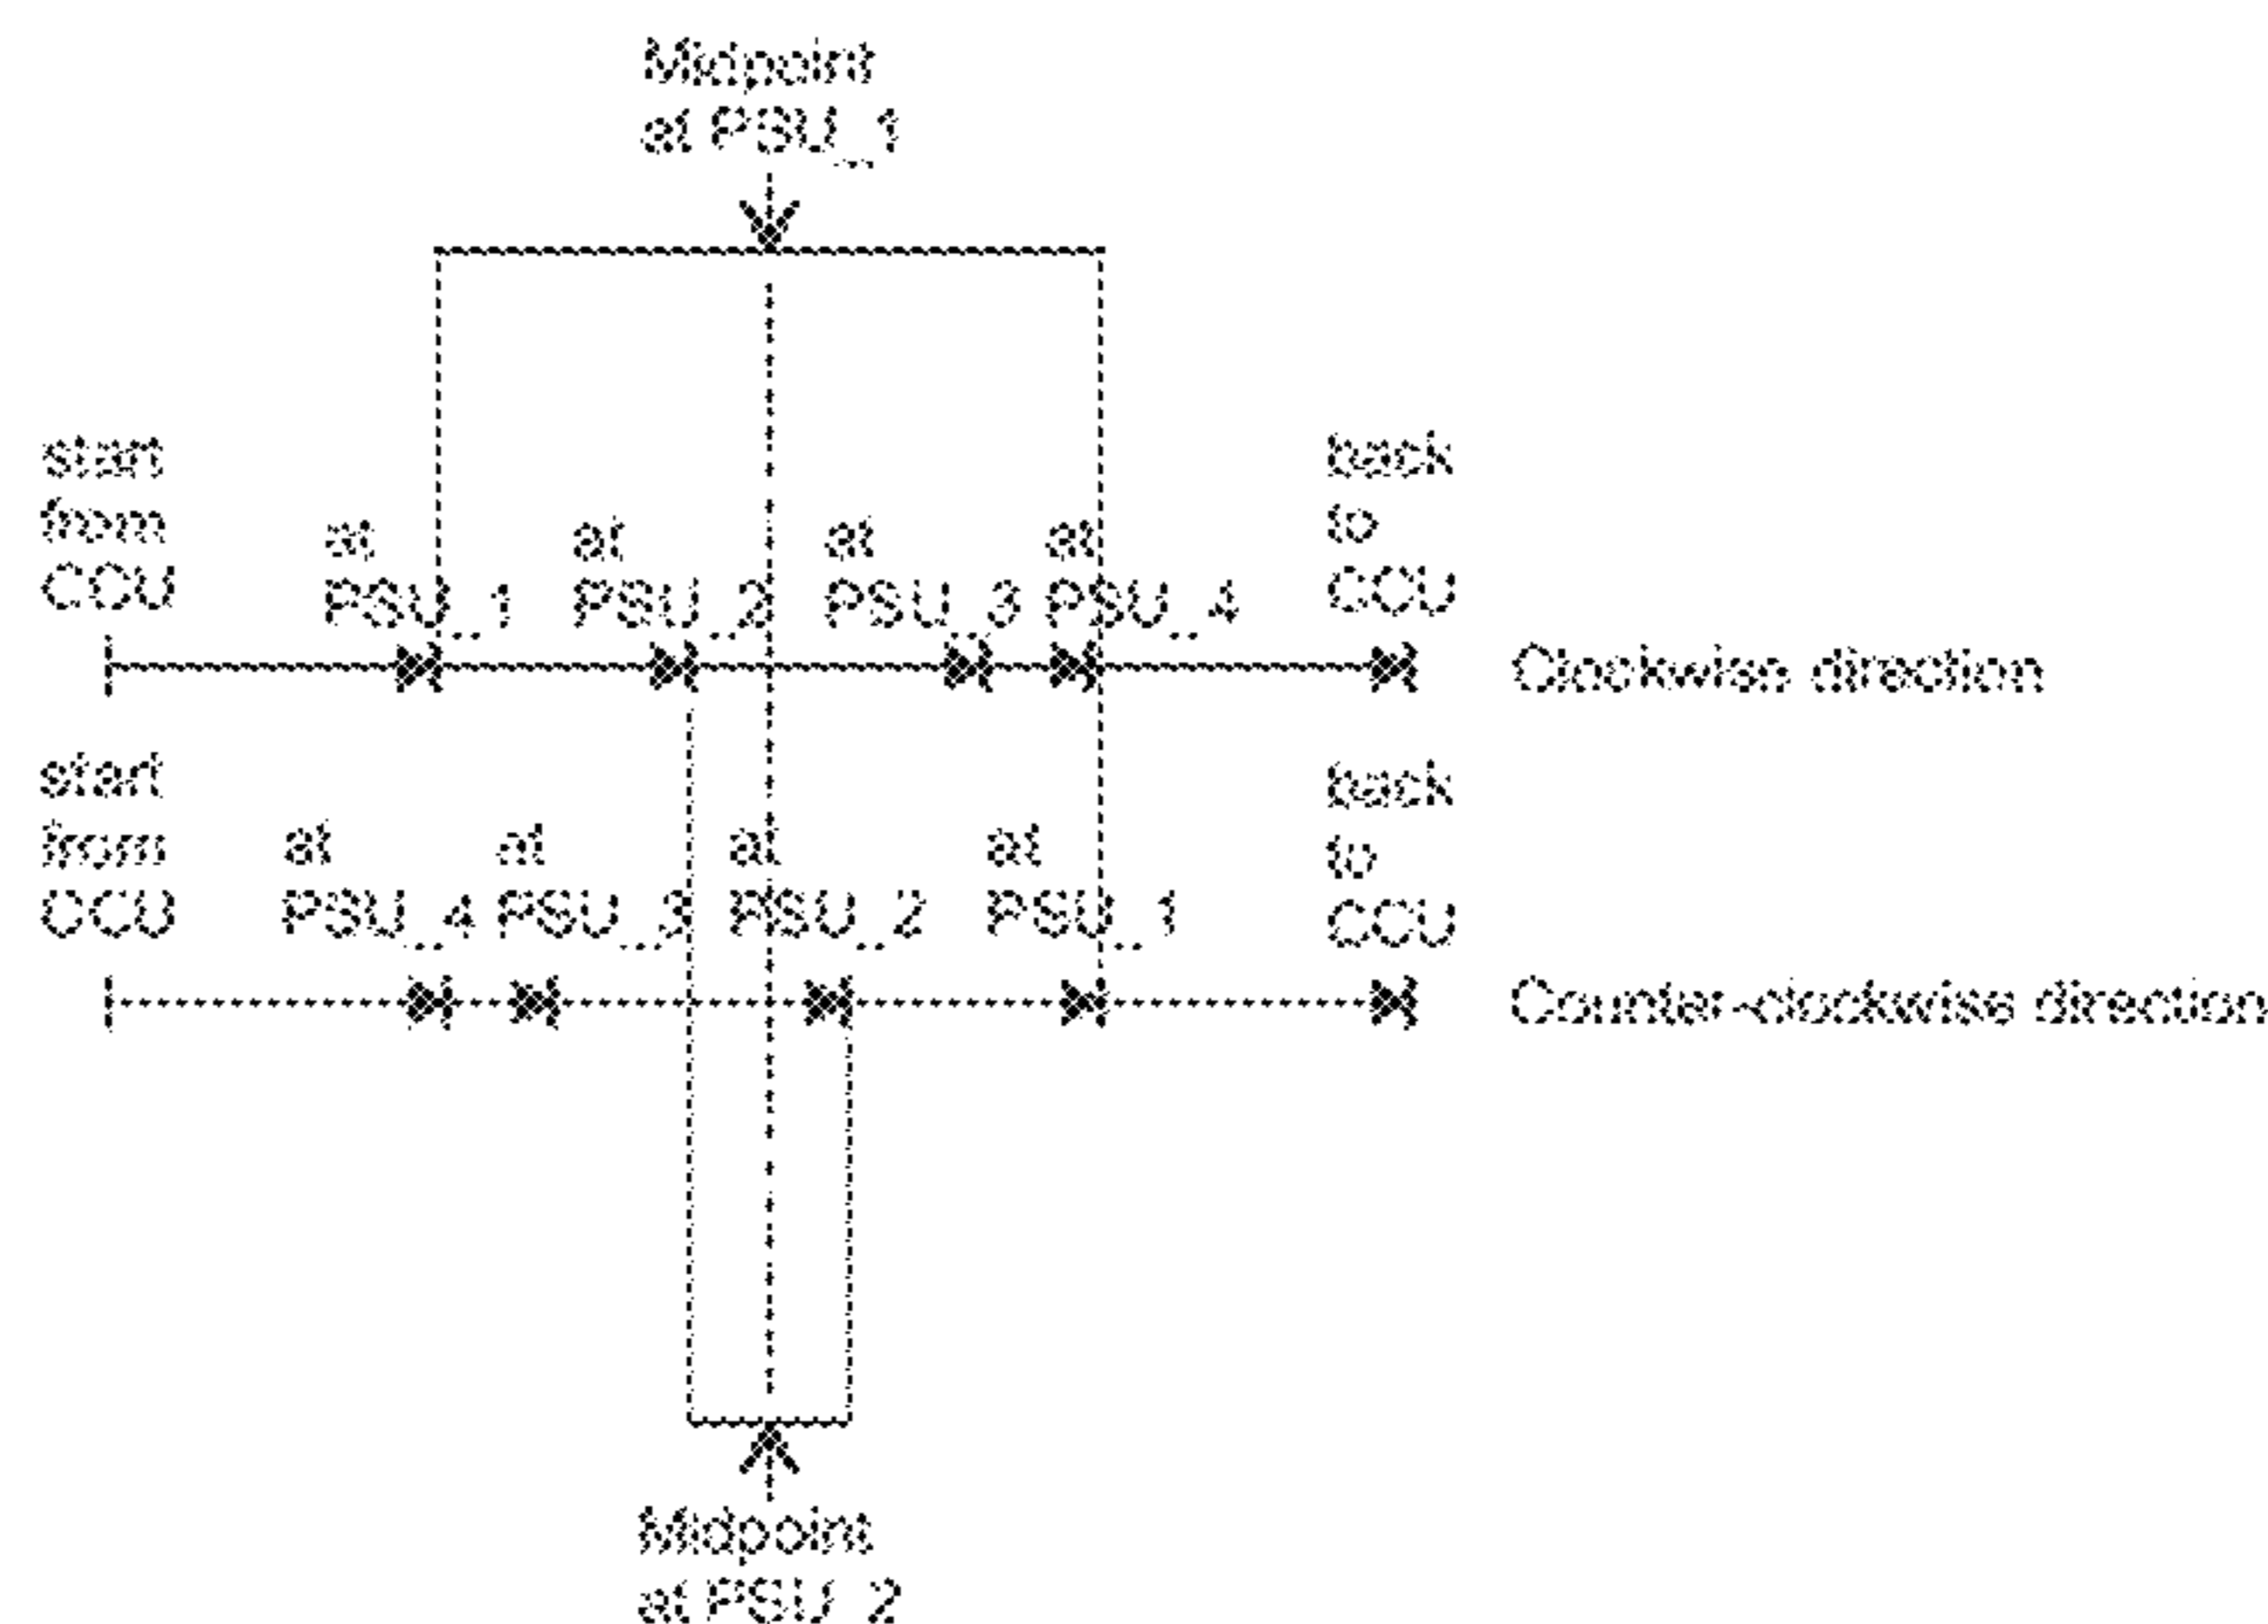 Midpoint
at PSU_1
start
from
CCU
at
PSU_1
at
PSU_2
at
PSU_3
at
PSU_4
back
to
CCU
Clockwise direction
start
from
CCU
at
PSU_4
at
PSU_3
at
PSU_2
at
PSU_1
back
to
CCU
Counter-clockwise direction
Midpoint
at PSU_2